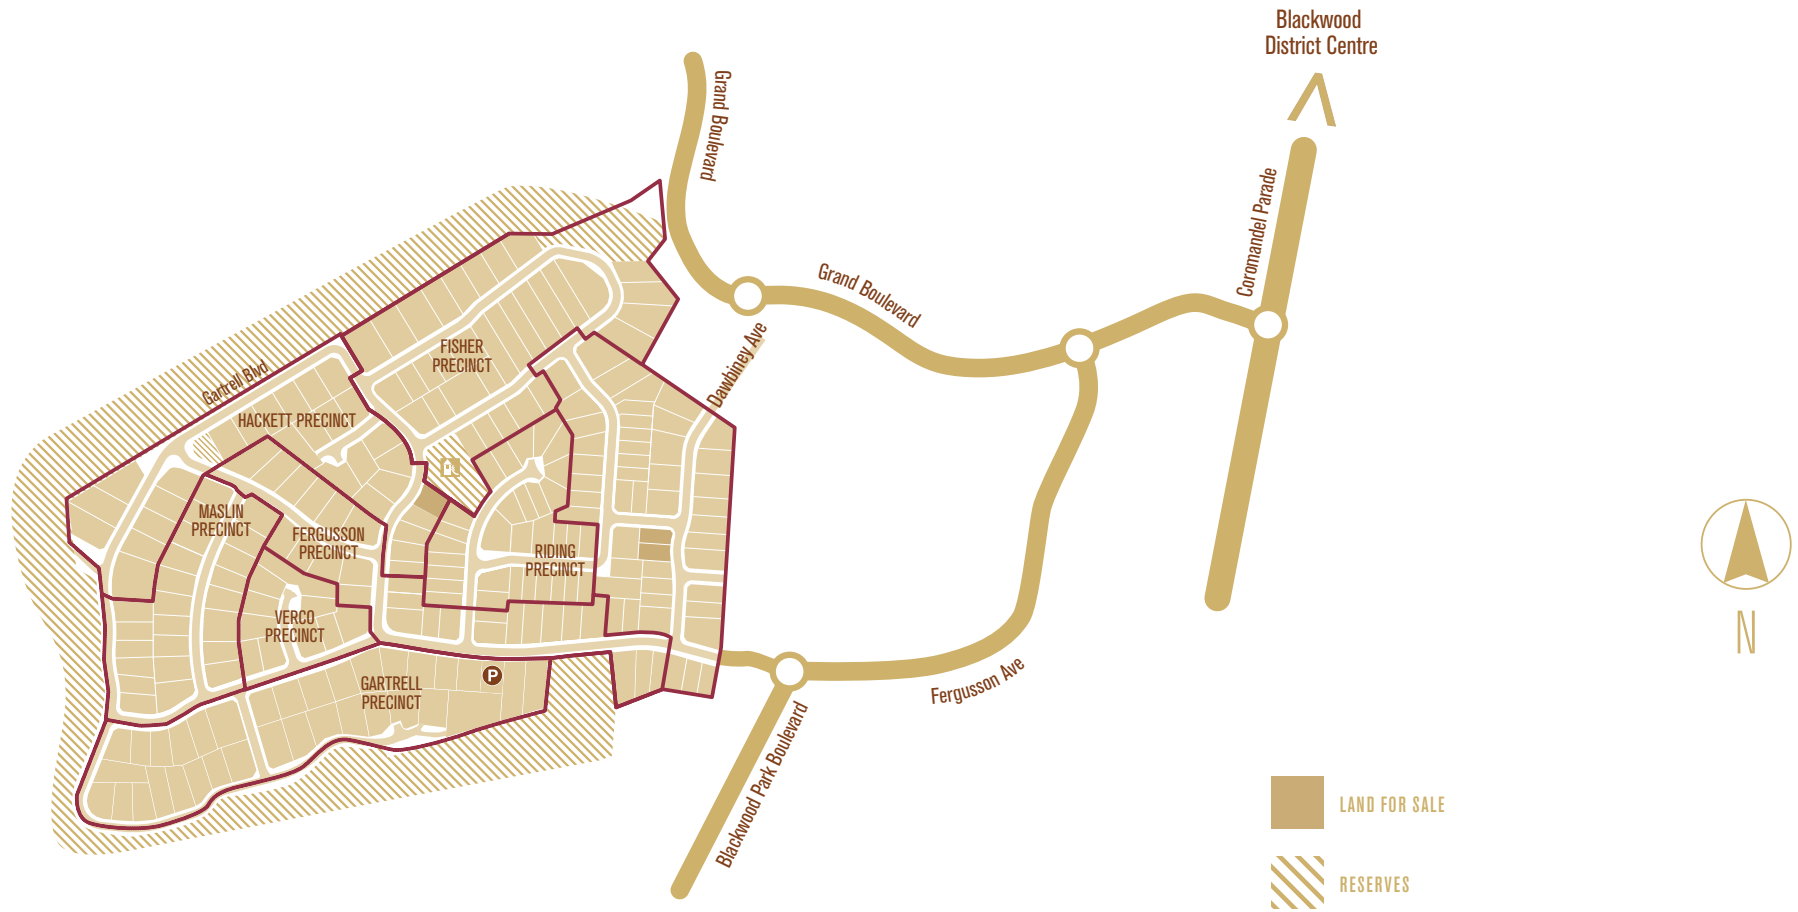 Blackwood
District Centre
Grand Boulevard
Coromandel Parade
Grand Boulevard
Dawbiney Ave
FISHER
PRECINCT
Gartrell Blvd
HACKETT PRECINCT
MASLIN
PRECINCT
FERGUSSON
PRECINCT
RIDING
PRECINCT
VERCO
PRECINCT
GARTRELL
PRECINCT
P
Fergusson Ave
Blackwood Park Boulevard
N
LAND FOR SALE
RESERVES